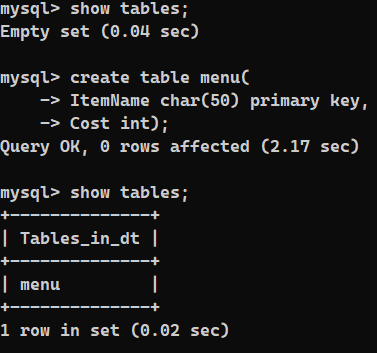 mysql> show tables;
Empty set (0.04 sec)
mysql> create table menu(
    -> ItemName char(50) primary key,
    -> Cost int);
Query OK, 0 rows affected (2.17 sec)
mysql> show tables;
+--------------+
| Tables_in_dt |
+--------------+
| menu         |
+--------------+
1 row in set (0.02 sec)